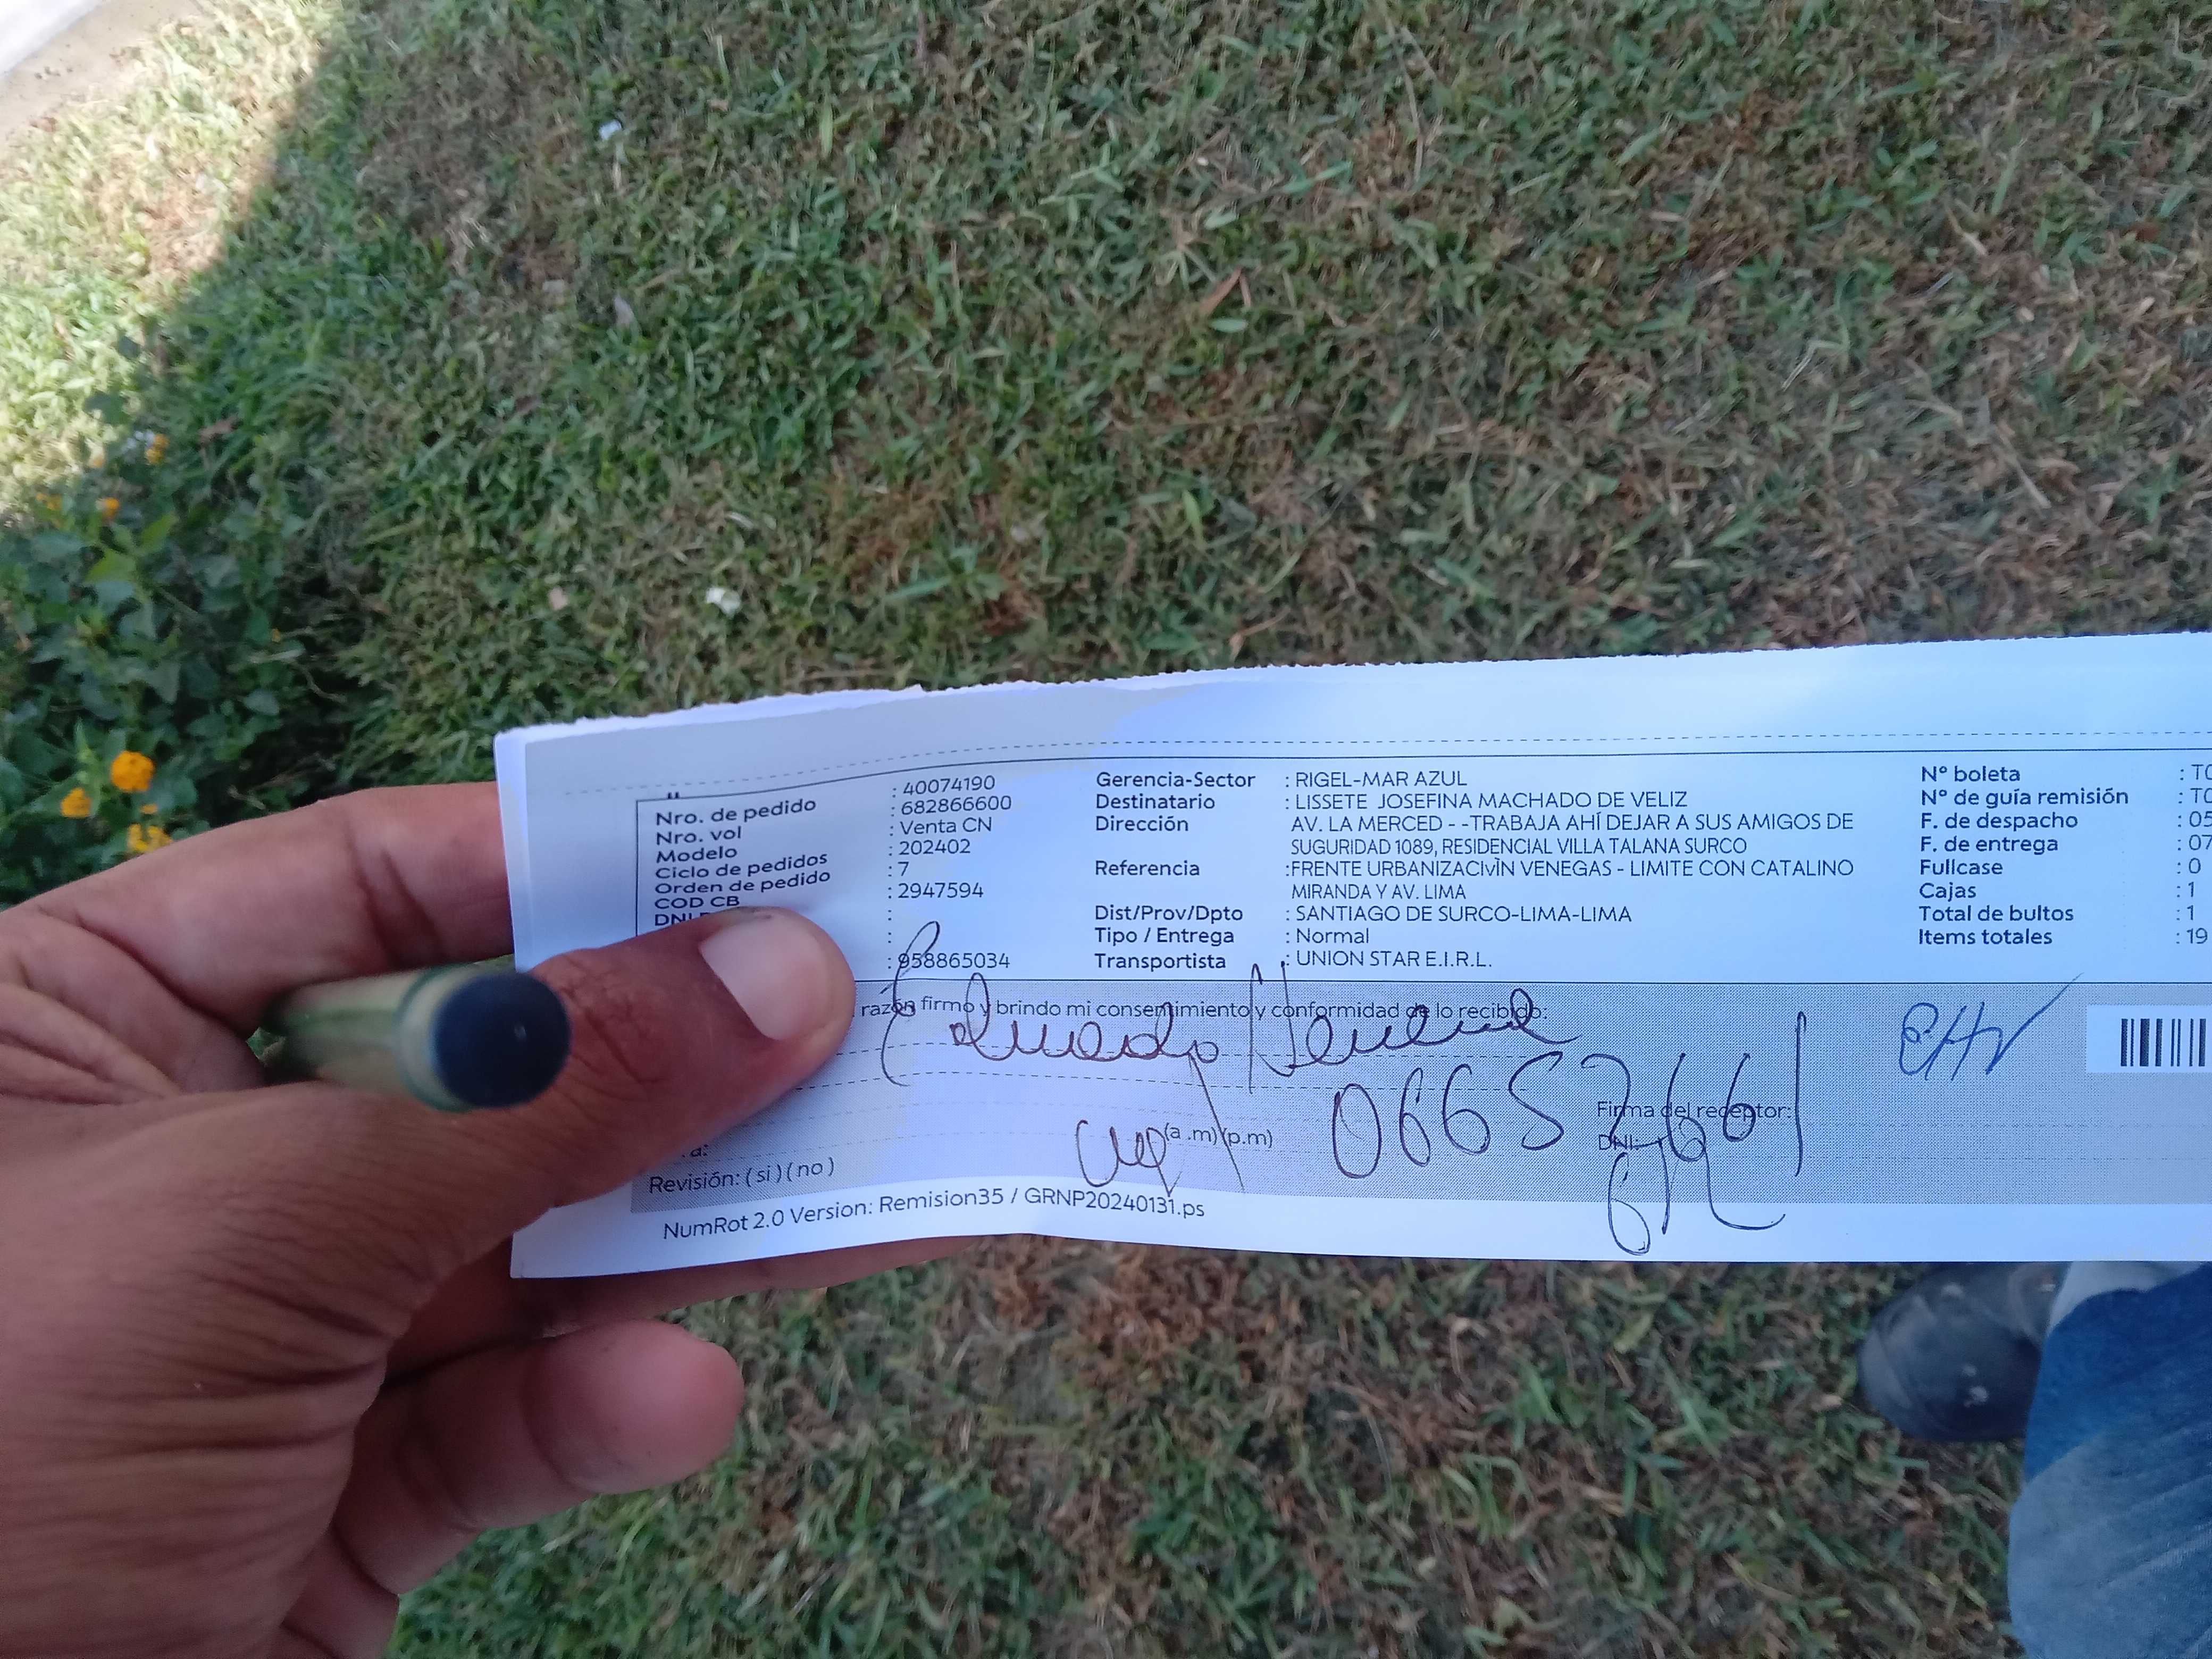 Nro. de pedido : 40074190
Nro. vol : 682866600
Modelo : Venta CN
Ciclo de pedidos : 202402
Orden de pedido : 7
COD CB : 2947594
DNI :
:
: 958865034
Gerencia-Sector : RIGEL-MAR AZUL
Destinatario : LISSETE JOSEFINA MACHADO DE VELIZ
Dirección AV. LA MERCED - -TRABAJA AHÍ DEJAR A SUS AMIGOS DE
SUGURIDAD 1089, RESIDENCIAL VILLA TALANA SURCO
Referencia :FRENTE URBANIZACIVÌN VENEGAS - LIMITE CON CATALINO
MIRANDA Y AV. LIMA
Dist/Prov/Dpto : SANTIAGO DE SURCO-LIMA-LIMA
Tipo / Entrega : Normal
Transportista : UNION STAR E.I.R.L.
Nº boleta : T0
Nº de guía remisión : T0
F. de despacho : 05
F. de entrega : 07
Fullcase : 0
Cajas : 1
Total de bultos : 1
Items totales : 19
razón firmo y brindo mi consentimiento y conformidad de lo recibido:
(a .m) (p.m)
Firma del receptor:
DNI:
a:
Revisión: ( si ) ( no )
NumRot 2.0 Version: Remision35 / GRNP20240131.ps